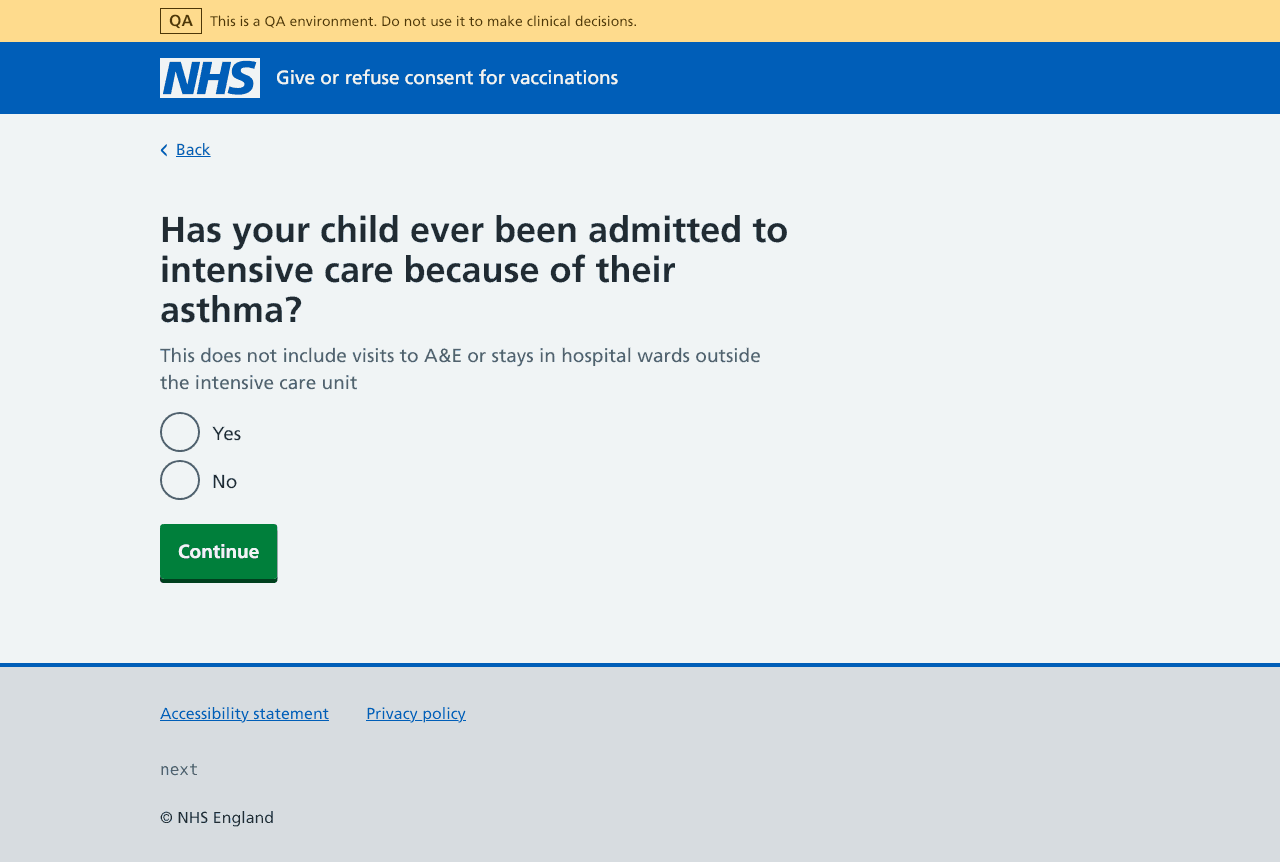 QA This is a QA environment. Do not use it to make clinical decisions.
NHS Give or refuse consent for vaccinations
Back
Has your child ever been admitted to
intensive care because of their
asthma?
This does not include visits to A&E or stays in hospital wards outside
the intensive care unit
Yes
No
Continue
Accessibility statement Privacy policy
next
© NHS England